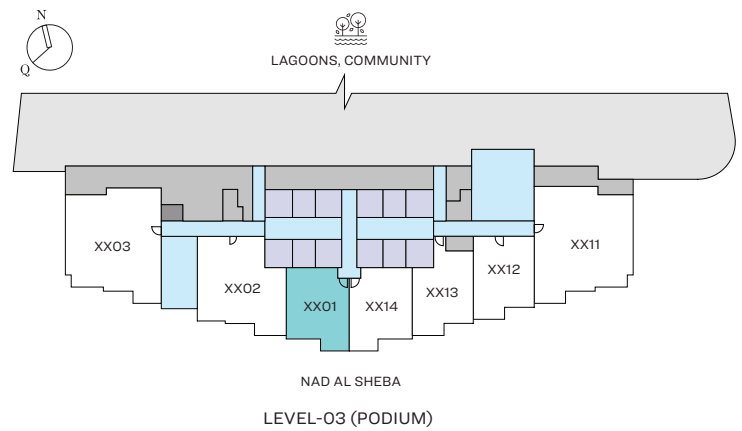 N
Q
LAGOONS, COMMUNITY
XX03
XX11
XX12
XX02
XX13
XX01
XX14
NAD AL SHEBA
LEVEL-03 (PODIUM)